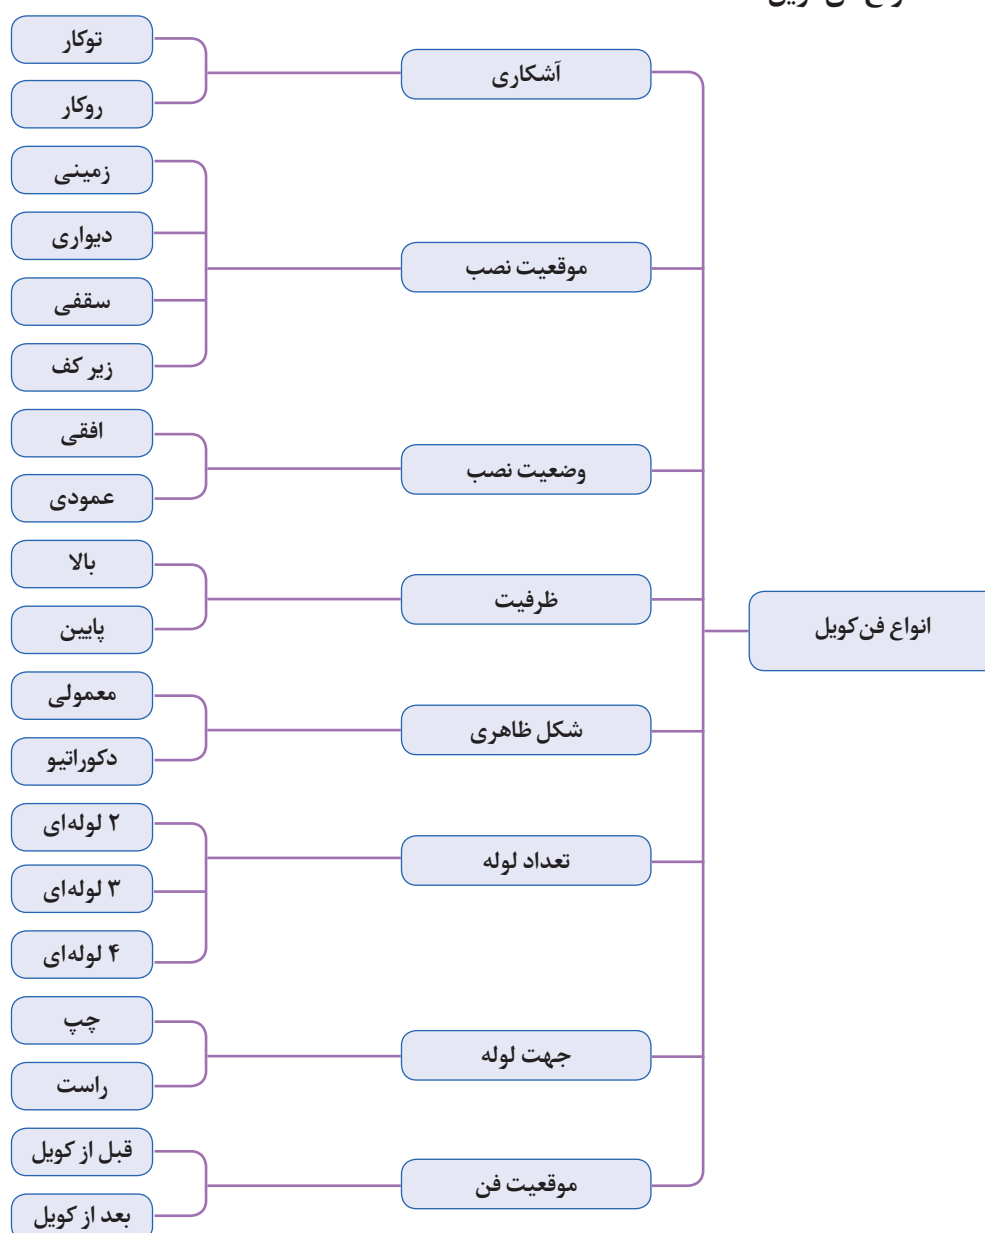 انواع فن‌کویل
آشکاری
توکار
روکار
موقعیت نصب
زمینی
دیواری
سقفی
زیر کف
وضعیت نصب
افقی
عمودی
ظرفیت
بالا
پایین
شکل ظاهری
معمولی
دکوراتیو
تعداد لوله
۲ لوله‌ای
۳ لوله‌ای
۴ لوله‌ای
جهت لوله
چپ
راست
موقعیت فن
قبل از کویل
بعد از کویل